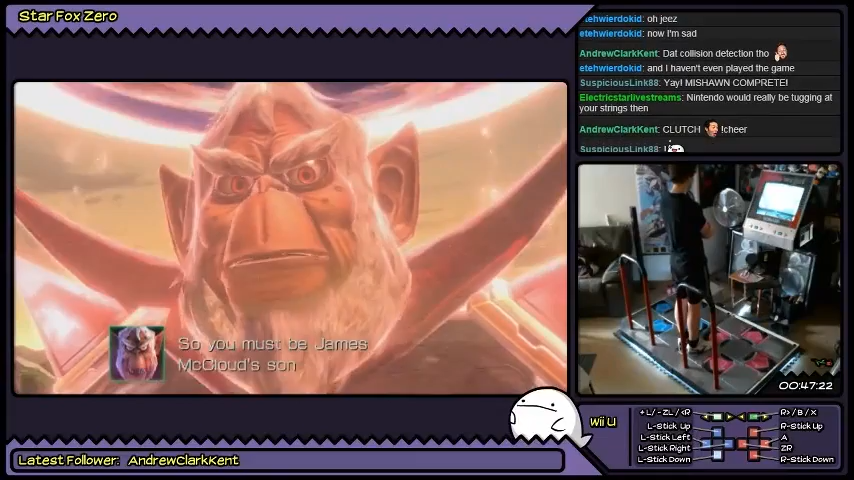 Star Fox Zero
etehwierdokid: oh jeez
etehwierdokid: now I'm sad
AndrewClarkKent: Dat collision detection tho
etehwierdokid: and I haven't even played the game
SuspiciousLink88: Yay! MISHAWN COMPRETE!
Electricstarlivestreams: Nintendo would really be tugging at
your strings then
AndrewClarkKent: CLUTCH !cheer
SuspiciousLink88:
So you must be James
McCloud's son
00:47:22
Wii U
+ L / - ZL / <R
R> / B / X
L-Stick Up
R-Stick Up
L-Stick Left
A
L-Stick Right
ZR
L-Stick Down
R-Stick Down
Latest Follower: AndrewClarkKent